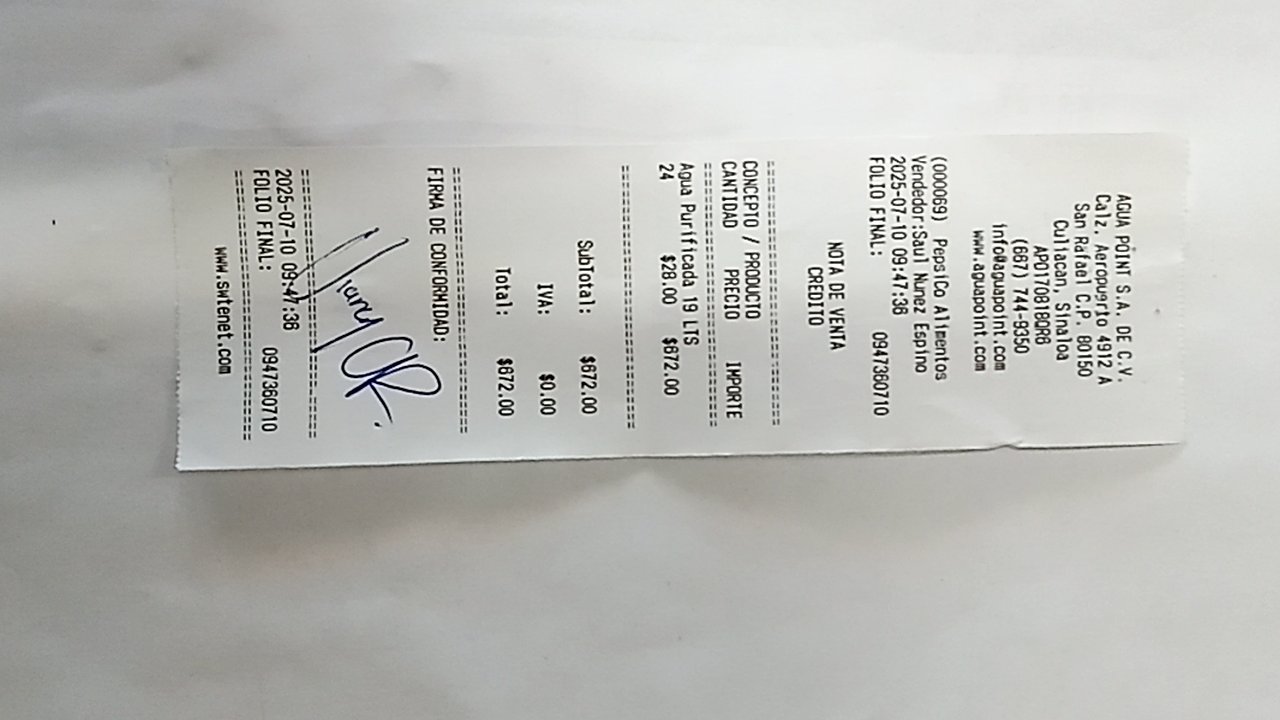 AGUA POINT S.A. DE C.V.
Calz. Aeropuerto 4912 A
San Rafael C.P. 80150
Culiacan, Sinaloa
APO170818QR6
(667) 744-9350
info@aguapoint.com
www.aguapoint.com
(000069) PepsiCo Alimentos
Vendedor:Saul Nunez Espino
2025-07-10 09:47:36
FOLIO FINAL: 0947360710
NOTA DE VENTA
CREDITO
==============================
CONCEPTO / PRODUCTO
CANTIDAD PRECIO IMPORTE
==============================
Agua Purificada 19 LTS
24 $28.00 $672.00
==============================
SubTotal: $672.00
IVA: $0.00
Total: $672.00
==============================
FIRMA DE CONFORMIDAD:
==============================
2025-07-10 09:47:36
FOLIO FINAL: 0947360710
==============================
www.swtenet.com